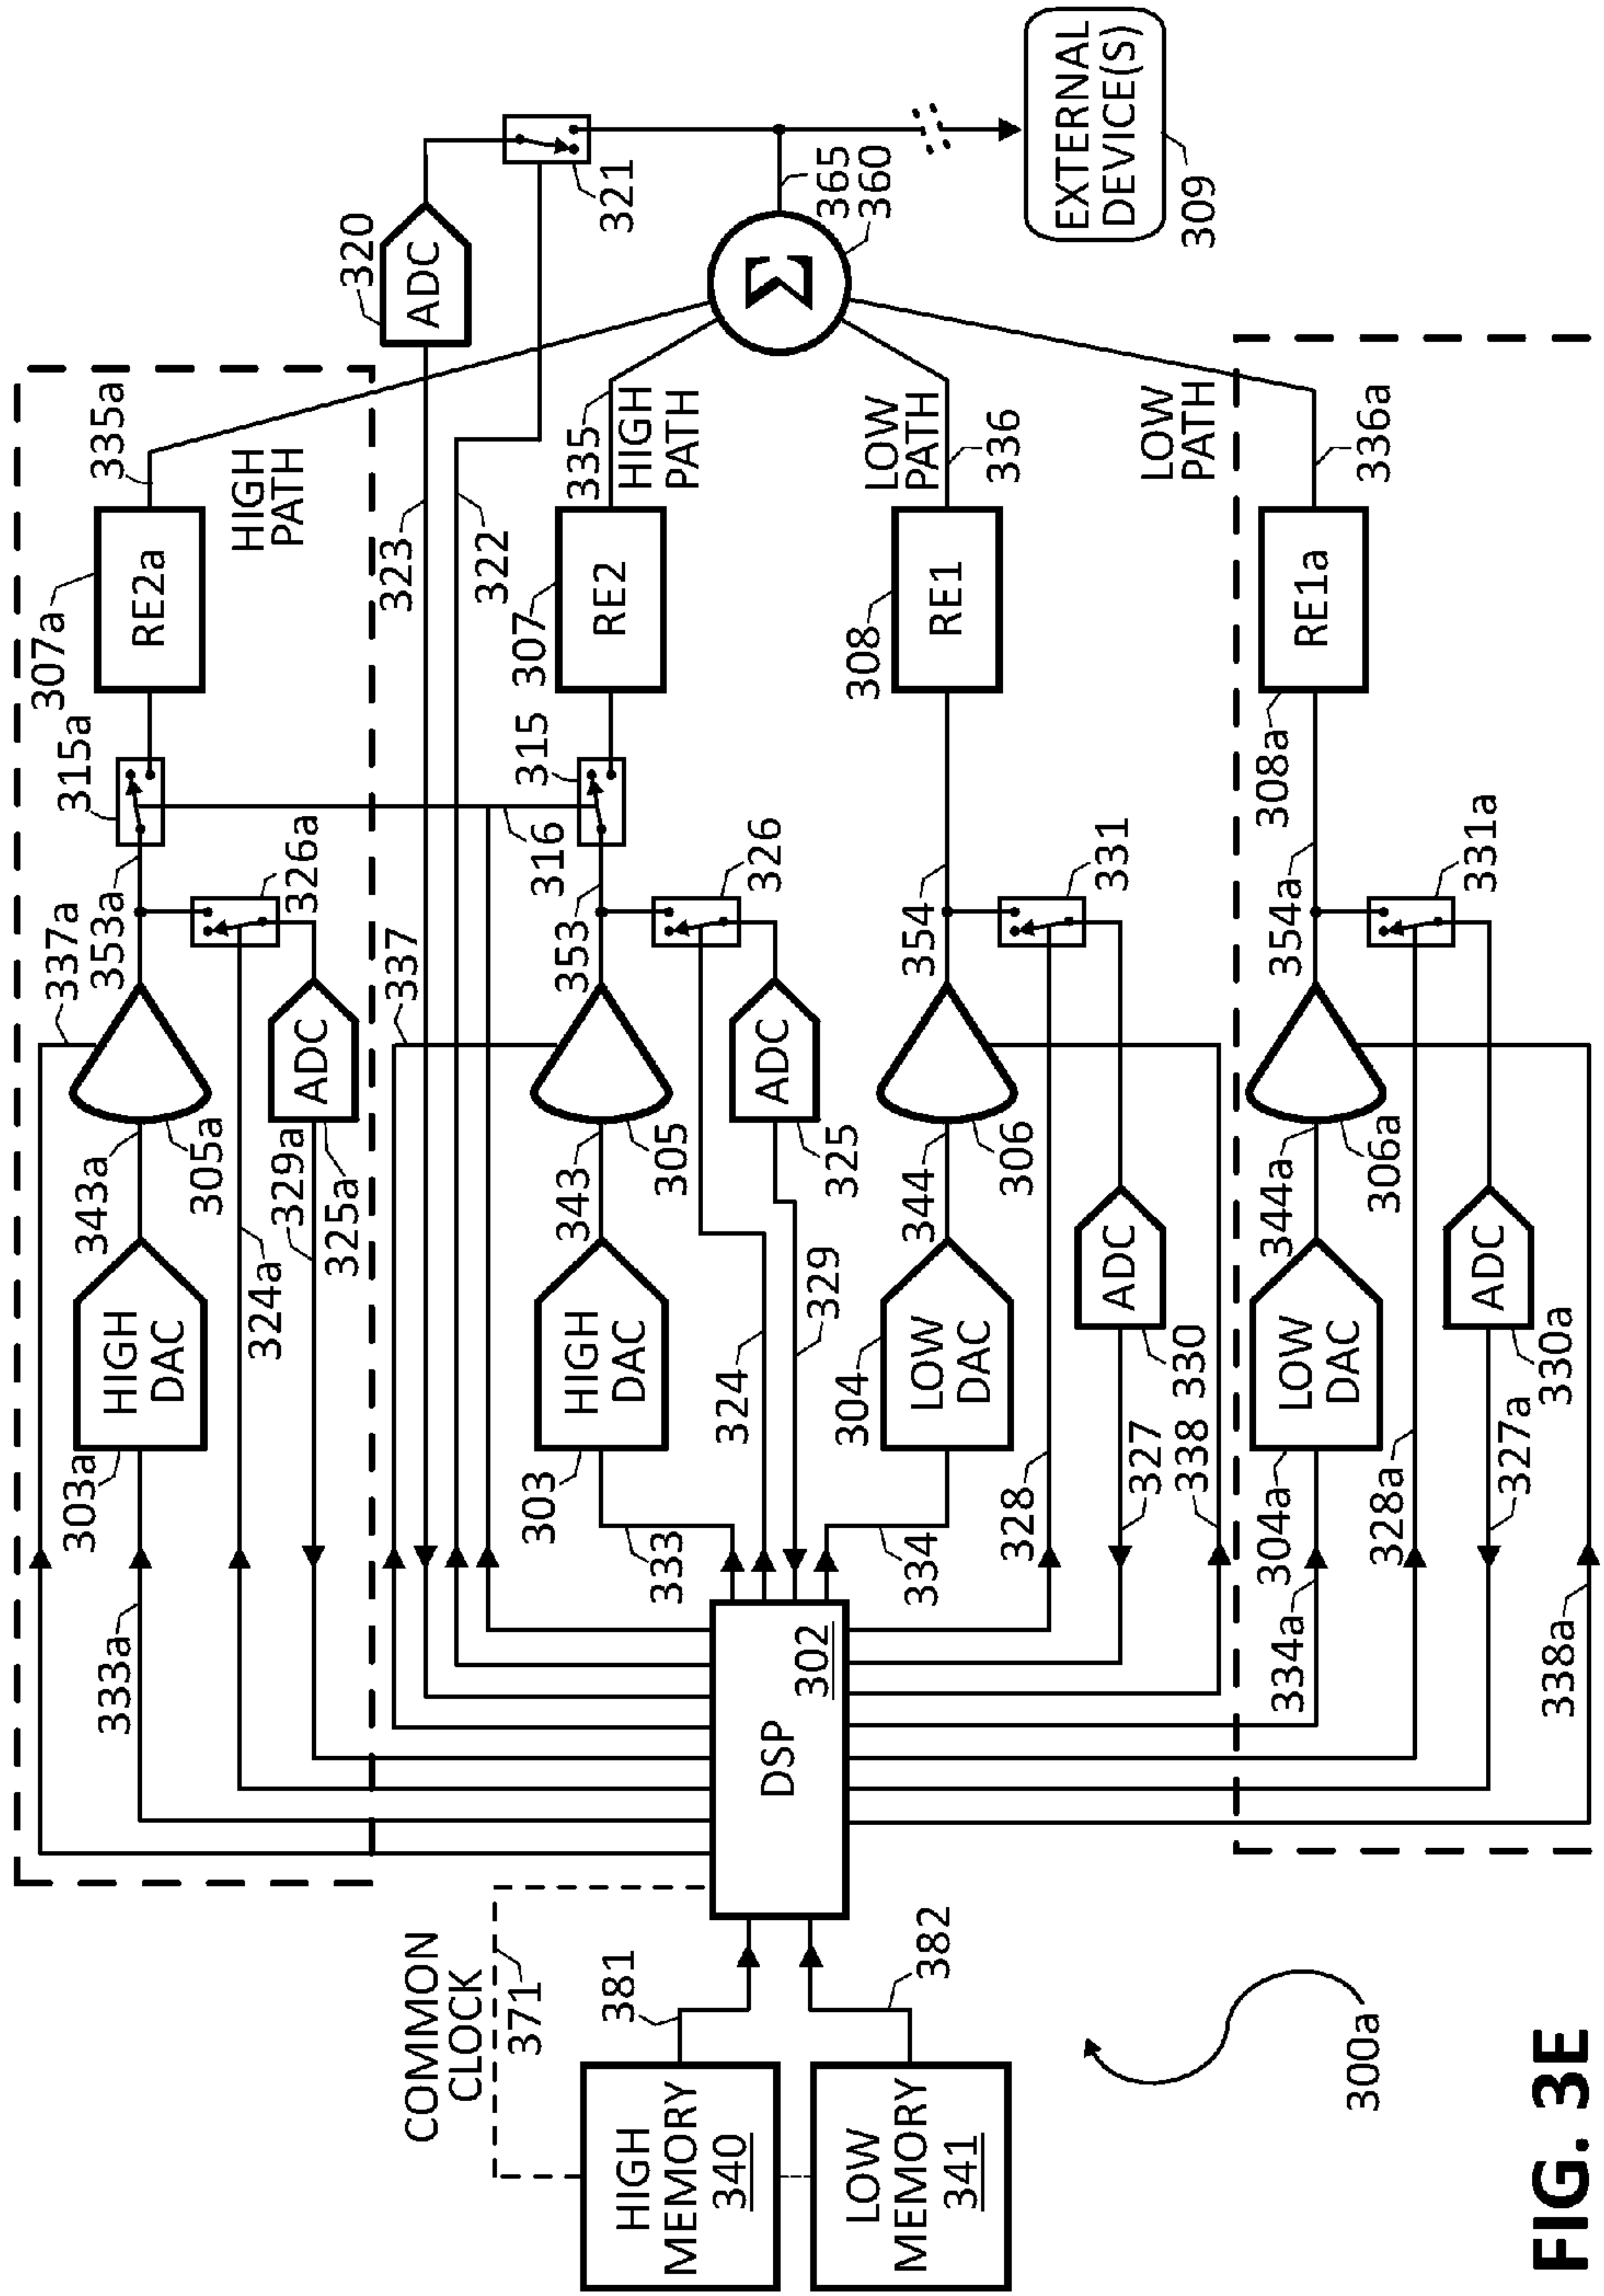 337a
353a
315a
307a
335a
RE2a
HIGH
PATH
333a
303a
HIGH
DAC
343a
305a
326a
324a
329a
325a
ADC
320
ADC
323
322
321
337
COMMON
CLOCK
371
HIGH
MEMORY
340
381
LOW
MEMORY
341
382
DSP
302
333
303
HIGH
DAC
343
305
353
316
315
307
RE2
335
HIGH
PATH
324
329
325
ADC
326
365
360
Σ
EXTERNAL
DEVICE(S)
309
334
304
LOW
DAC
344
306
354
308
RE1
LOW
PATH
336
328
327
338
330
ADC
331
334a
304a
LOW
DAC
344a
306a
354a
308a
RE1a
LOW
PATH
336a
328a
327a
338a
330a
ADC
331a
300a
FIG. 3E